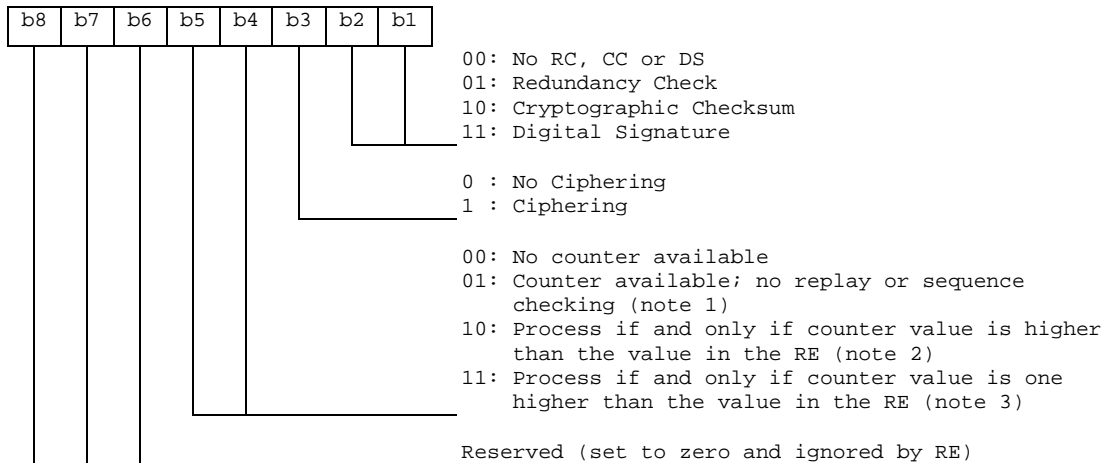 b8 b7 b6 b5 b4 b3 b2 b1
00: No RC, CC or DS
01: Redundancy Check
10: Cryptographic Checksum
11: Digital Signature
0 : No Ciphering
1 : Ciphering
00: No counter available
01: Counter available; no replay or sequence
checking (note 1)
10: Process if and only if counter value is higher
than the value in the RE (note 2)
11: Process if and only if counter value is one
higher than the value in the RE (note 3)
Reserved (set to zero and ignored by RE)